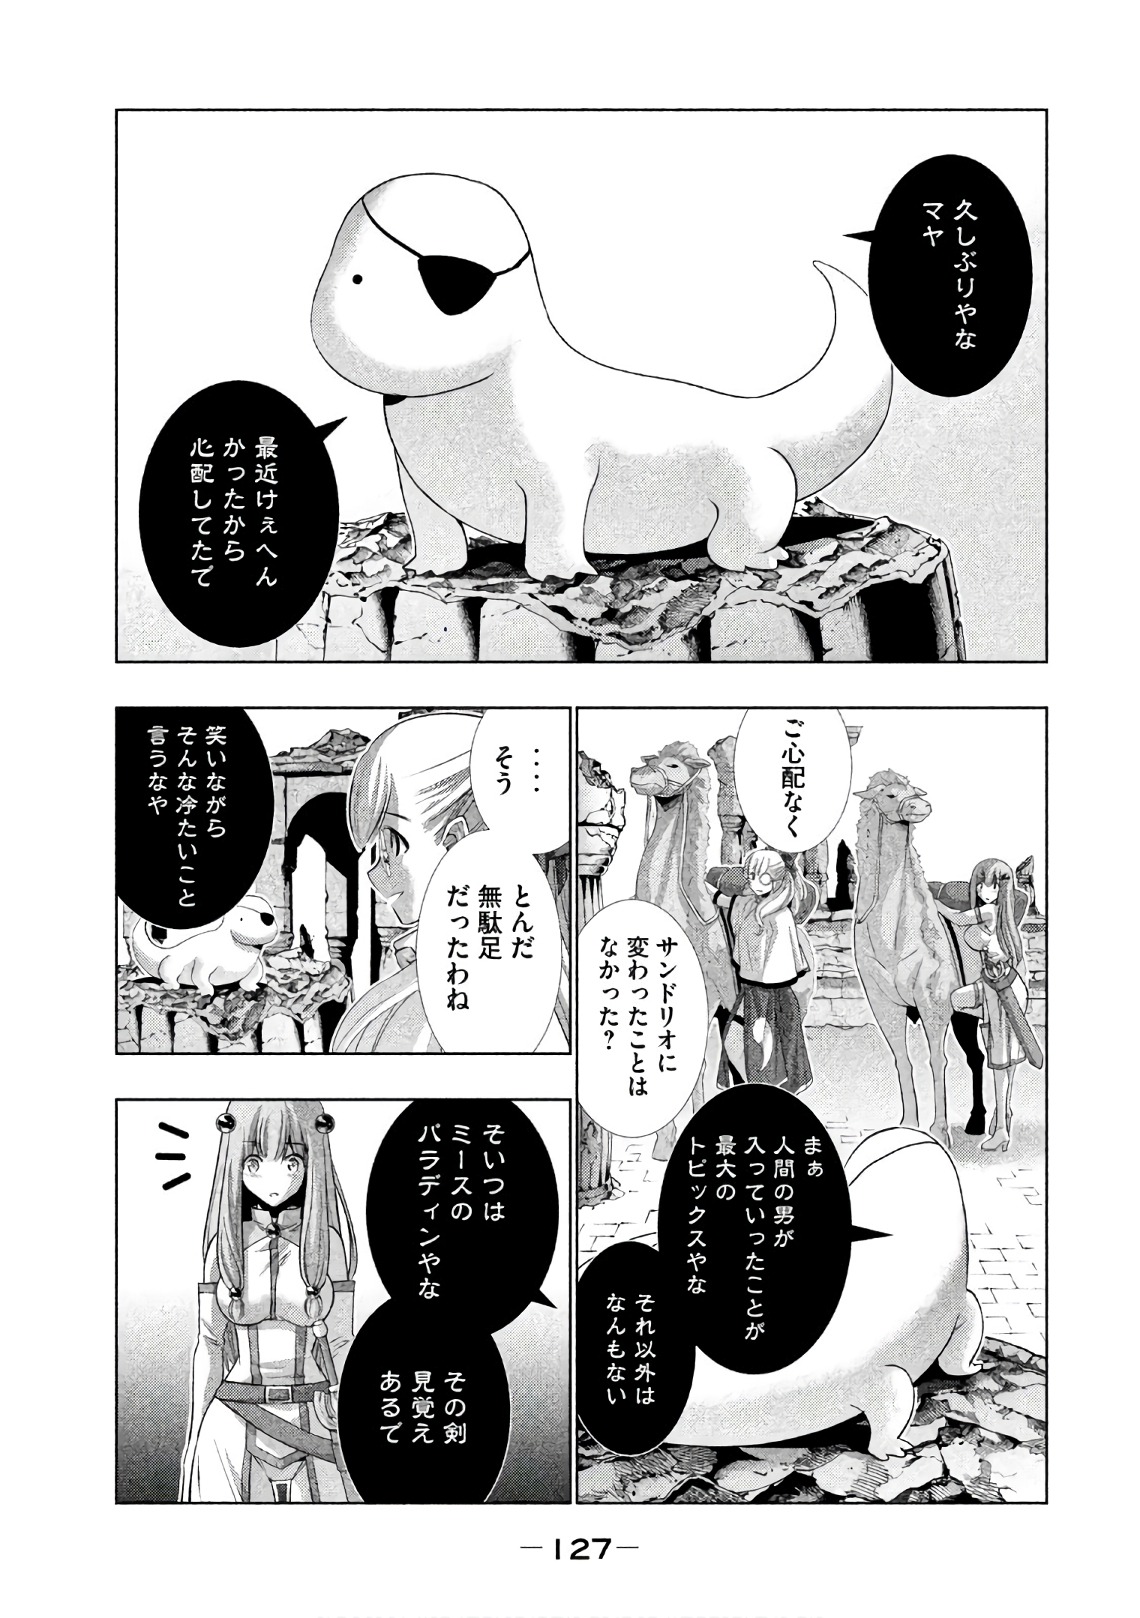 久しぶりやな
マヤ
最近けぇへん
かったから
心配してたで
ご心配なく
サンドリオに
変わったことは
なかった?
まぁ
人間の男が
入っていったことが
最大の
トピックスやな
それ以外は
なんもない
‥‥
そう
とんだ
無駄足
だったわね
笑いながら
そんな冷たいこと
言うなや
そいつは
ミースの
パラディンやな
その剣
見覚え
あるで
—127—